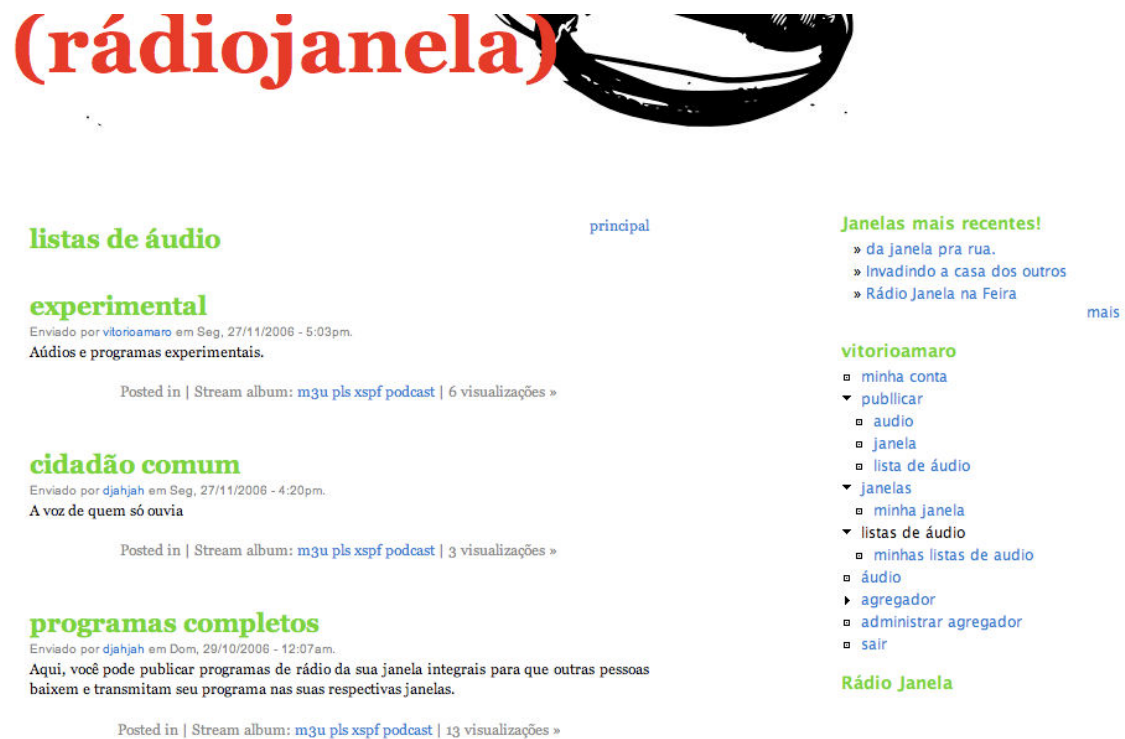 (rádiojanela)
principal
listas de áudio
experimental
Enviado por vitorioamaro em Seg, 27/11/2006 - 5:03pm.
Aúdios e programas experimentais.
Posted in | Stream album: m3u pls xspf podcast | 6 visualizações »
cidadão comum
Enviado por djahjah em Seg, 27/11/2006 - 4:20pm.
A voz de quem só ouvia
Posted in | Stream album: m3u pls xspf podcast | 3 visualizações »
programas completos
Enviado por djahjah em Dom, 29/10/2006 - 12:07am.
Aqui, você pode publicar programas de rádio da sua janela integrais para que outras pessoas
baixem e transmitam seu programa nas suas respectivas janelas.
Posted in | Stream album: m3u pls xspf podcast | 13 visualizações »
Janelas mais recentes!
» da janela pra rua.
» Invadindo a casa dos outros
» Rádio Janela na Feira
mais
vitorioamaro
minha conta
publlicar
audio
janela
lista de áudio
janelas
minha janela
listas de áudio
minhas listas de audio
áudio
agregador
administrar agregador
sair
Rádio Janela